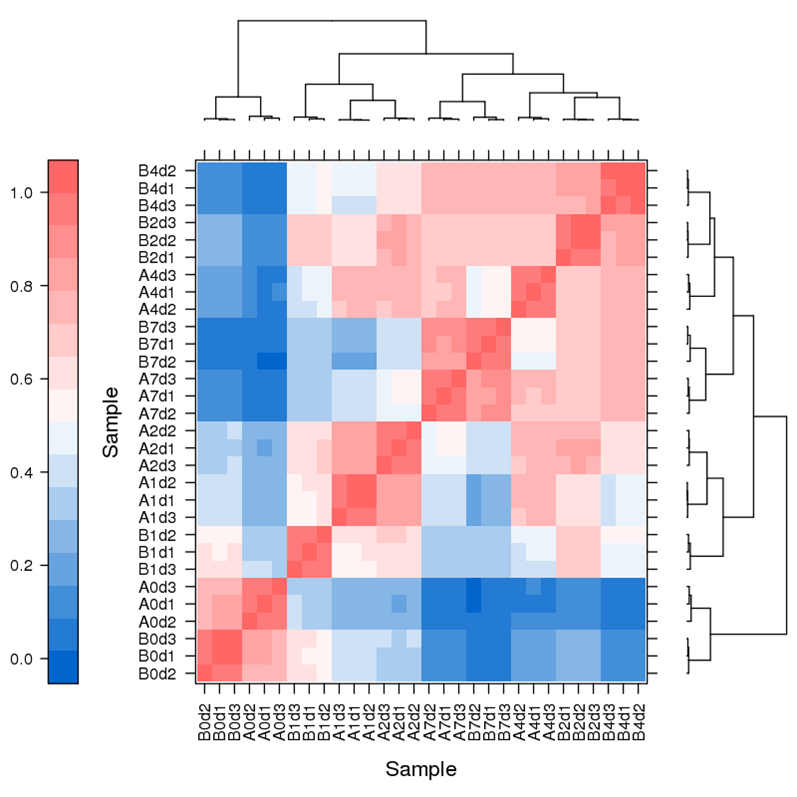 B4d2
B4d1
B4d3
B2d3
B2d2
B2d1
A4d3
A4d1
A4d2
B7d3
B7d1
B7d2
A7d3
A7d1
A7d2
A2d2
A2d1
A2d3
A1d2
A1d1
A1d3
B1d2
B1d1
B1d3
A0d3
A0d1
A0d2
B0d3
B0d1
B0d2
1.0
0.8
0.6
0.4
0.2
0.0
Sample
B0d2 B0d1 B0d3 A0d2 A0d1 A0d3 B1d3 B1d1 B1d2 A1d3 A1d1 A1d2 A2d3 A2d1 A2d2 A7d2 A7d1 A7d3 B7d2 B7d1 B7d3 A4d2 A4d1 A4d3 B2d1 B2d2 B2d3 B4d3 B4d1 B4d2
Sample